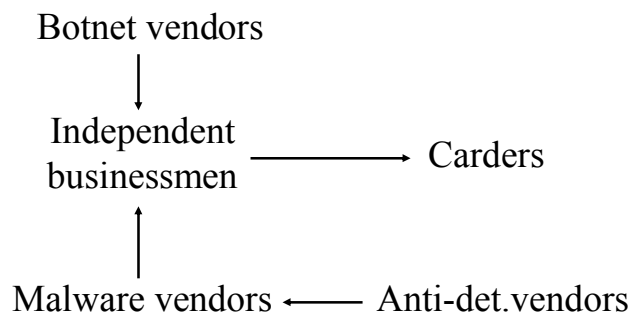 Botnet vendors
Independent
businessmen
Carders
Malware vendors
Anti-det.vendors